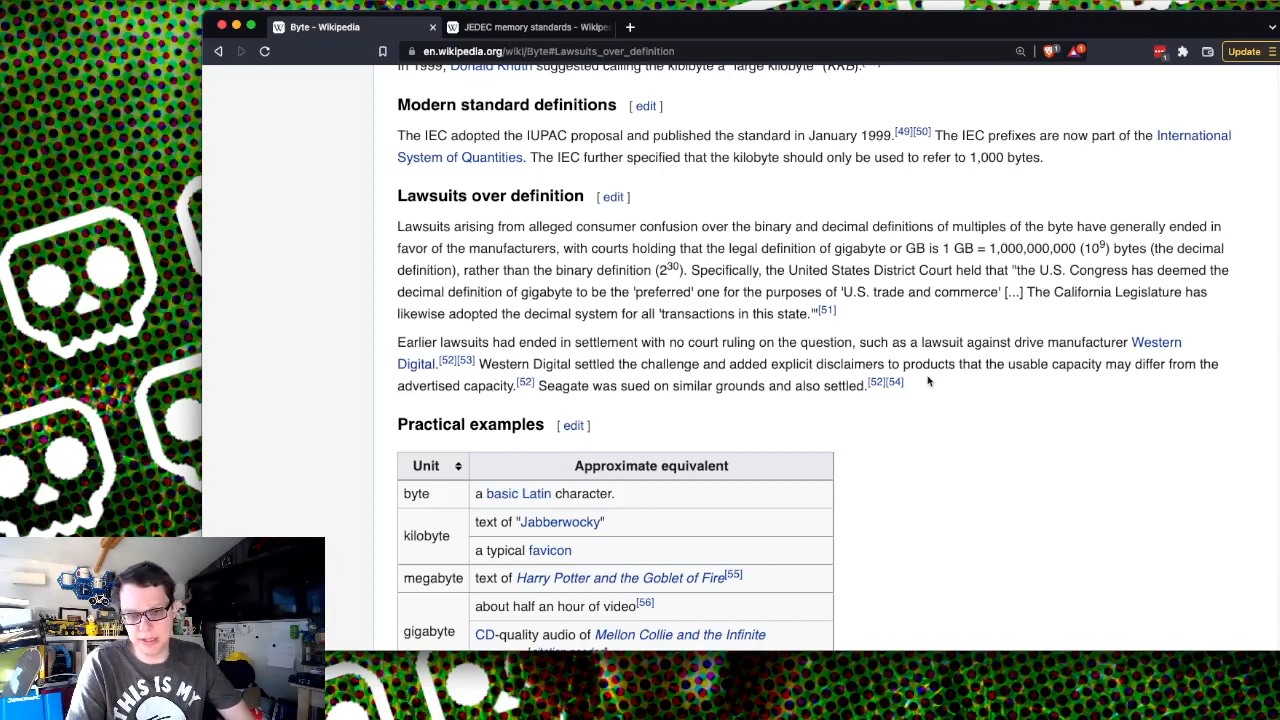 Byte - Wikipedia
JEDEC memory standards - Wikipe
en.wikipedia.org/wiki/Byte#Lawsuits_over_definition
1
1
1
Update
In 1999, Donald Knuth suggested calling the kibibyte a "large kilobyte" (KKB).
Modern standard definitions [ edit ]
The IEC adopted the IUPAC proposal and published the standard in January 1999.[49][50] The IEC prefixes are now part of the International
System of Quantities. The IEC further specified that the kilobyte should only be used to refer to 1,000 bytes.
Lawsuits over definition [ edit ]
Lawsuits arising from alleged consumer confusion over the binary and decimal definitions of multiples of the byte have generally ended in
favor of the manufacturers, with courts holding that the legal definition of gigabyte or GB is 1 GB = 1,000,000,000 (10⁹) bytes (the decimal
definition), rather than the binary definition (2³⁰). Specifically, the United States District Court held that "the U.S. Congress has deemed the
decimal definition of gigabyte to be the 'preferred' one for the purposes of 'U.S. trade and commerce' [...] The California Legislature has
likewise adopted the decimal system for all 'transactions in this state.'"[51]
Earlier lawsuits had ended in settlement with no court ruling on the question, such as a lawsuit against drive manufacturer Western
Digital.[52][53] Western Digital settled the challenge and added explicit disclaimers to products that the usable capacity may differ from the
advertised capacity.[52] Seagate was sued on similar grounds and also settled.[52][54]
Practical examples [ edit ]
Unit Approximate equivalent
byte a basic Latin character.
kilobyte text of "Jabberwocky"
a typical favicon
megabyte text of Harry Potter and the Goblet of Fire[55]
about half an hour of video[56]
gigabyte CD-quality audio of Mellon Collie and the Infinite
THIS IS MY